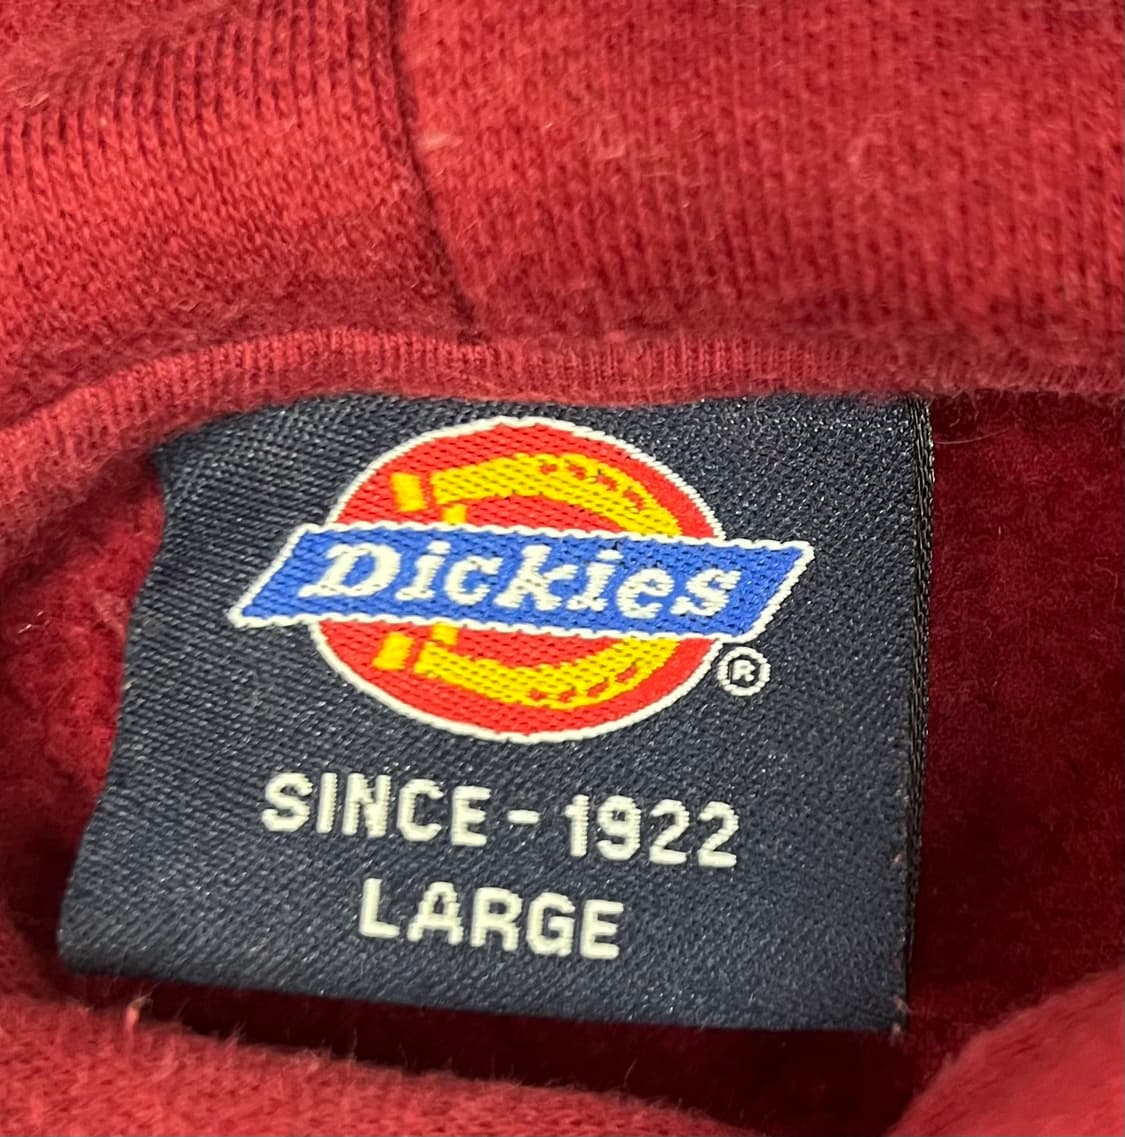 Dickies
®
SINCE - 1922
LARGE